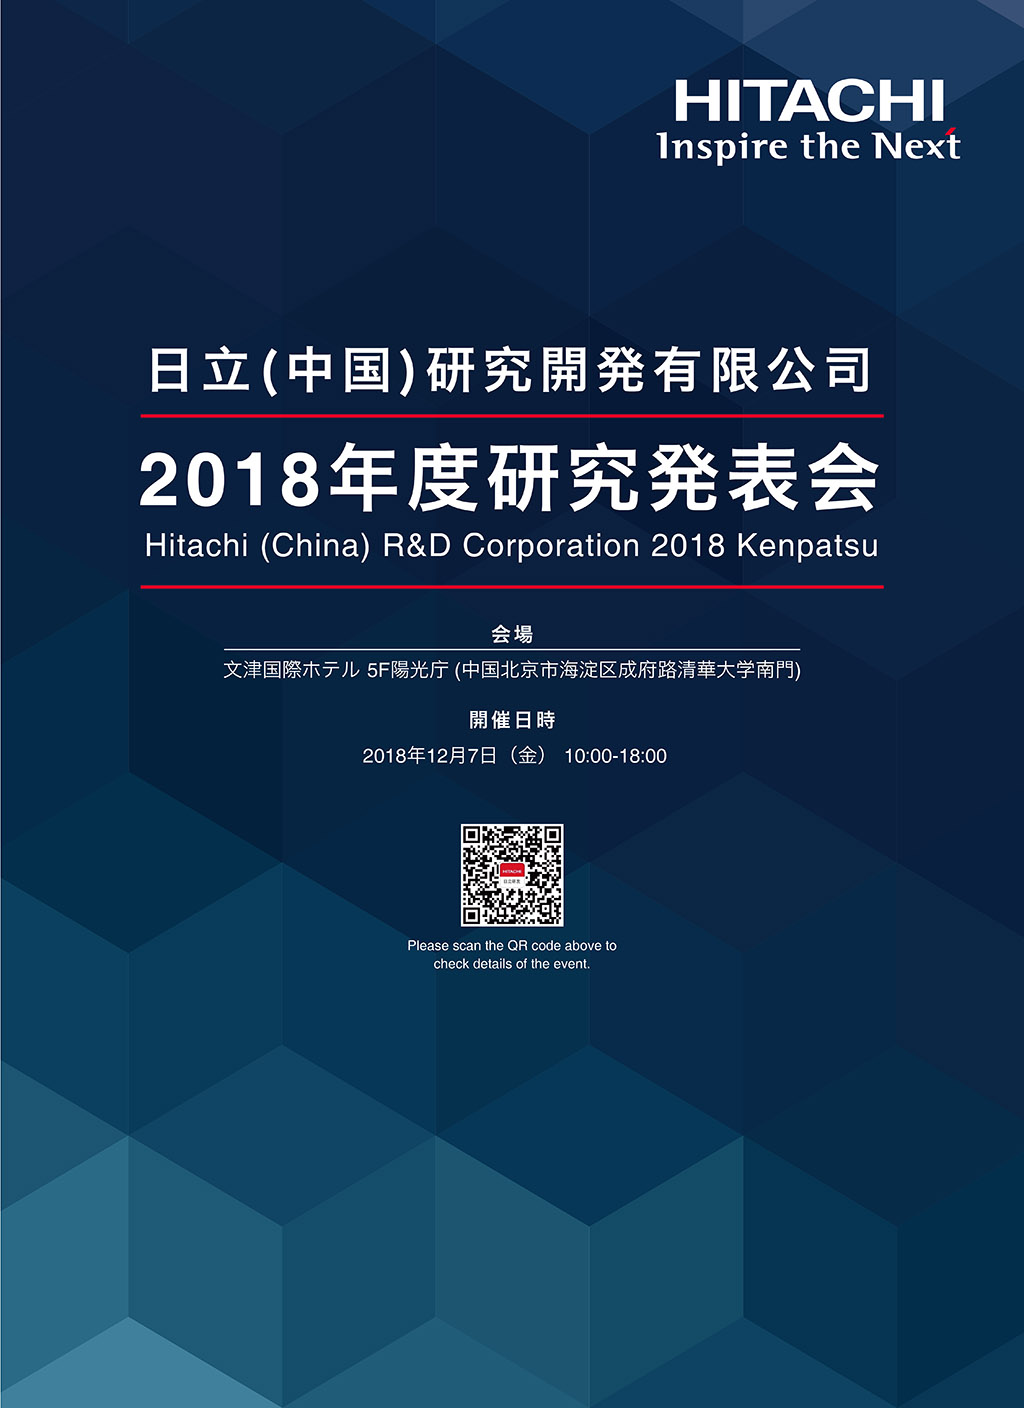 HITACHI
Inspire the Next
日立(中国)研究開発有限公司
2018年度研究発表会
Hitachi (China) R&D Corporation 2018 Kenpatsu
会場
文津国際ホテル 5F陽光庁 (中国北京市海淀区成府路清華大学南門)
開催日時
2018年12月7日（金） 10:00-18:00
HITACHI
Please scan the QR code above to
check details of the event.